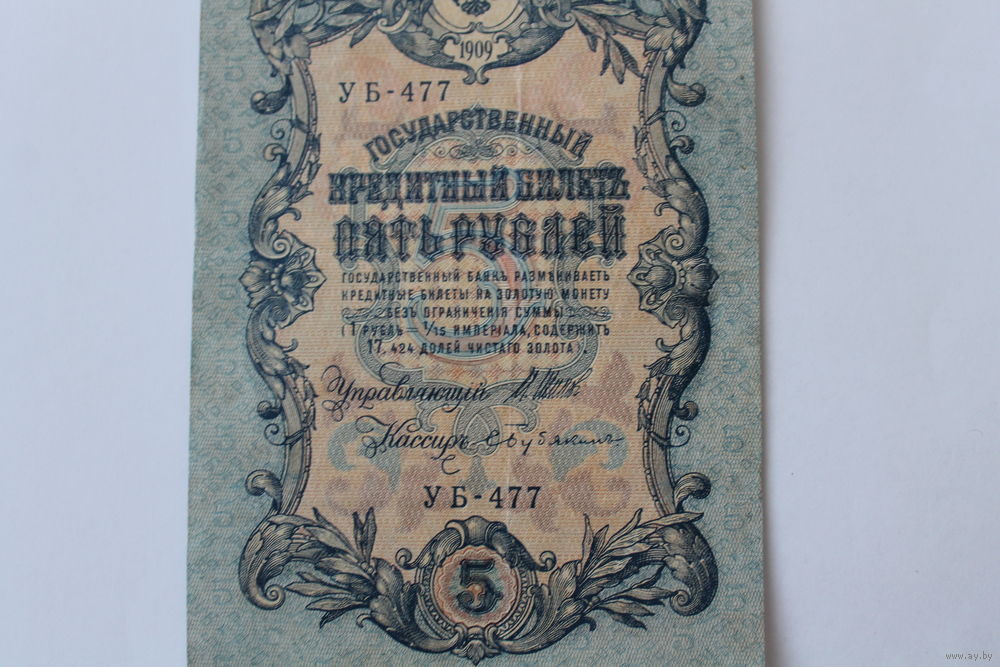 1909
УБ-477
ГОСУДАРСТВЕННЫЙ
КРЕДИТНЫЙ БИЛЕТЪ
ПЯТЬ РУБЛЕЙ
ГОСУДАРСТВЕННЫЙ БАНКЪ РАЗМѢНИВАЕТЪ
КРЕДИТНЫЕ БИЛЕТЫ НА ЗОЛОТУЮ МОНЕТУ
БЕЗЪ ОГРАНИЧЕНІЯ СУММЫ
(1 РУБЛЬ = 1/15 ИМПЕРІАЛА, СОДЕРЖИТЪ
17,424 ДОЛЕЙ ЧИСТАГО ЗОЛОТА).
Управляющій И. Шиповъ
Кассиръ С Бубякинъ
УБ-477
5
www.ay.by